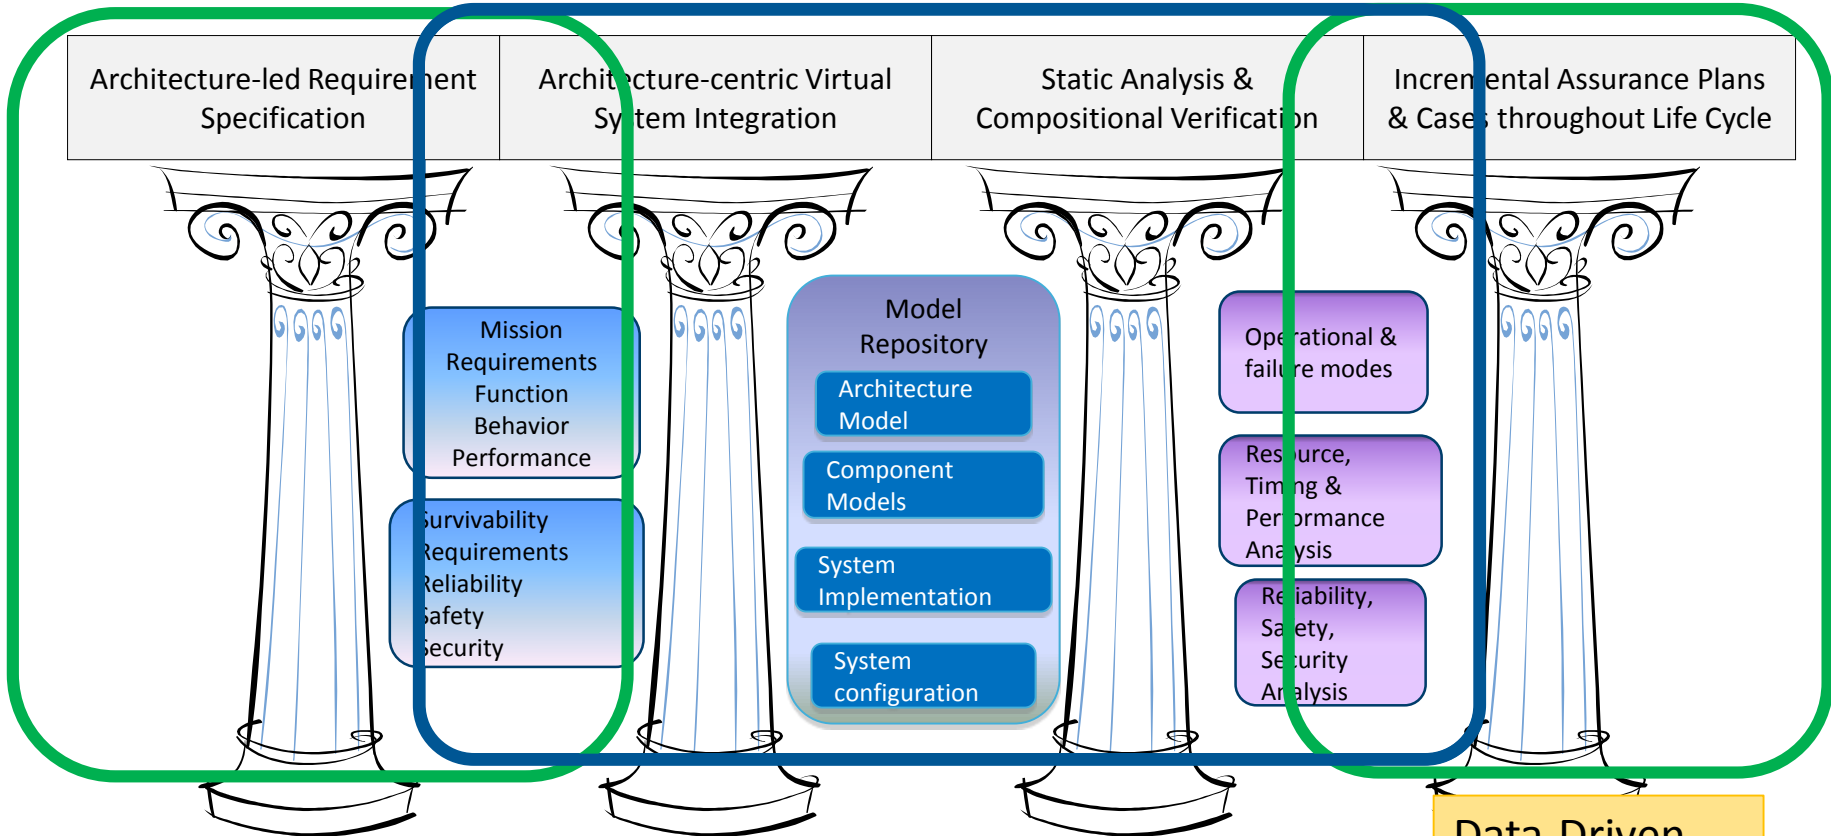 Architecture-led Requirement
Specification
Architecture-centric Virtual
System Integration
Static Analysis &
Compositional Verification
Incremental Assurance Plans
& Cases throughout Life Cycle
Mission
Requirements
Function
Behavior
Performance
Survivability
Requirements
Reliability
Safety
Security
Model
Repository
Architecture
Model
Component
Models
System
Implementation
System
configuration
Operational &
failure modes
Resource,
Timing &
Performance
Analysis
Reliability,
Safety,
Security
Analysis
Data-Driven